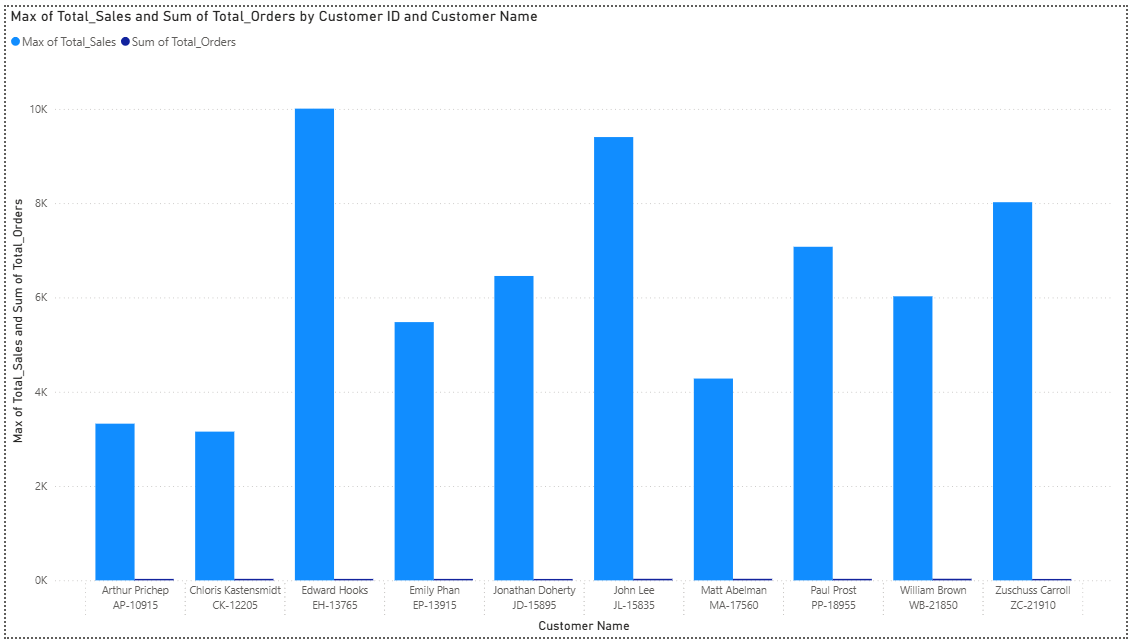 Max of Total_Sales and Sum of Total_Orders by Customer ID and Customer Name
Max of Total_Sales Sum of Total_Orders
10K
8K
6K
4K
2K
0K
Max of Total_Sales and Sum of Total_Orders
Arthur Prichep Chloris Kastensmidt Edward Hooks Emily Phan Jonathan Doherty John Lee Matt Abelman Paul Prost William Brown Zuschuss Carroll
AP-10915 CK-12205 EH-13765 EP-13915 JD-15895 JL-15835 MA-17560 PP-18955 WB-21850 ZC-21910
Customer Name